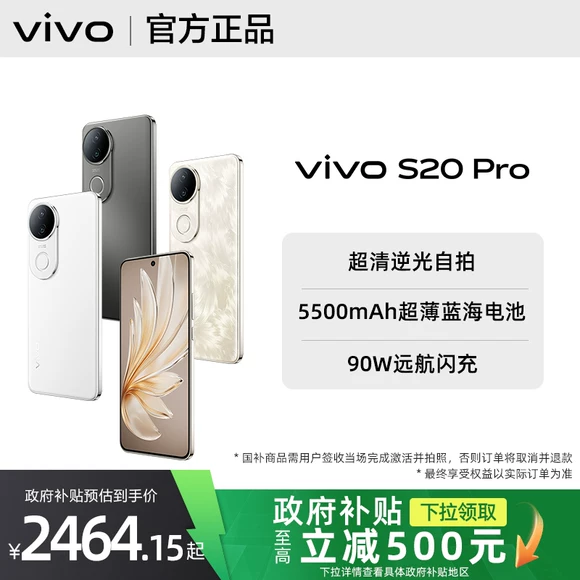 vivo 官方正品
vivo S20 Pro
超清逆光自拍
5500mAh超薄蓝海电池
90W远航闪充
* 国补商品需用户签收当场完成激活并拍照，否则订单将取消并退款
* 最终享受权益以实际订单为准
政府补贴预估到手价
¥2464.15起
政府补贴 下拉领取
至高立减500元
下拉详情查看具体政府补贴地区